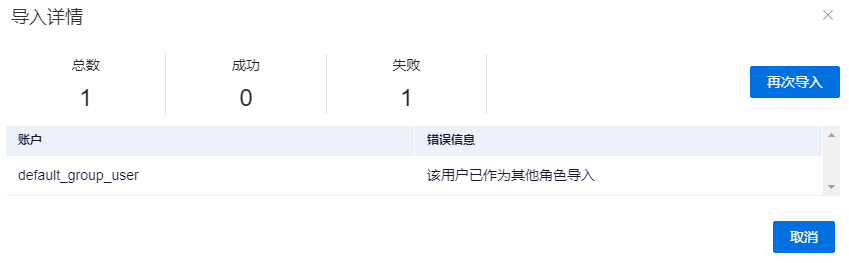 导入详情
总数 成功 失败
1 0 1
再次导入
账户 错误信息
default_group_user 该用户已作为其他角色导入
取消